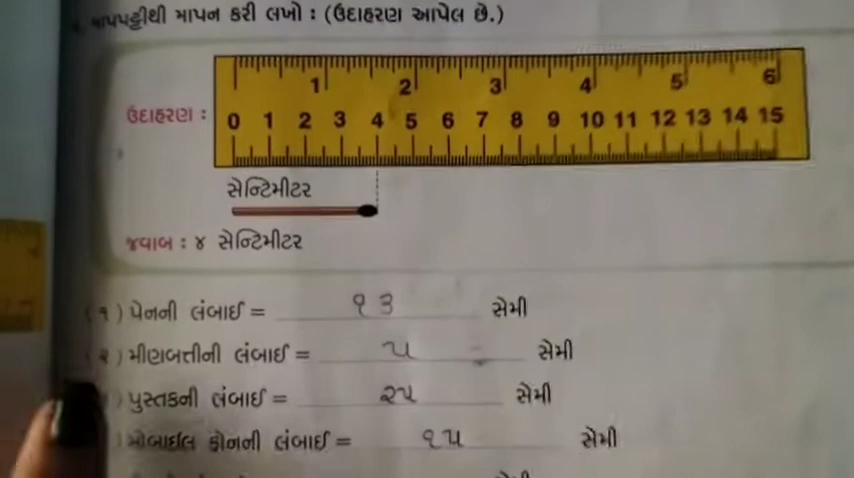 માપપટ્ટીથી માપન કરી લખો : (ઉદાહરણ આપેલ છે.)
1 2 3 4 5 6
ઉદાહરણ :
0 1 2 3 4 5 6 7 8 9 10 11 12 13 14 15
સેન્ટિમીટર
જવાબ : ૪ સેન્ટિમીટર
(૧) પેનની લંબાઈ = ૧૩ સેમી
(૨) મીણબત્તીની લંબાઈ = ૫ સેમી
) પુસ્તકની લંબાઈ = ૨૫ સેમી
) મોબાઈલ ફોનની લંબાઈ = ૧૫ સેમી